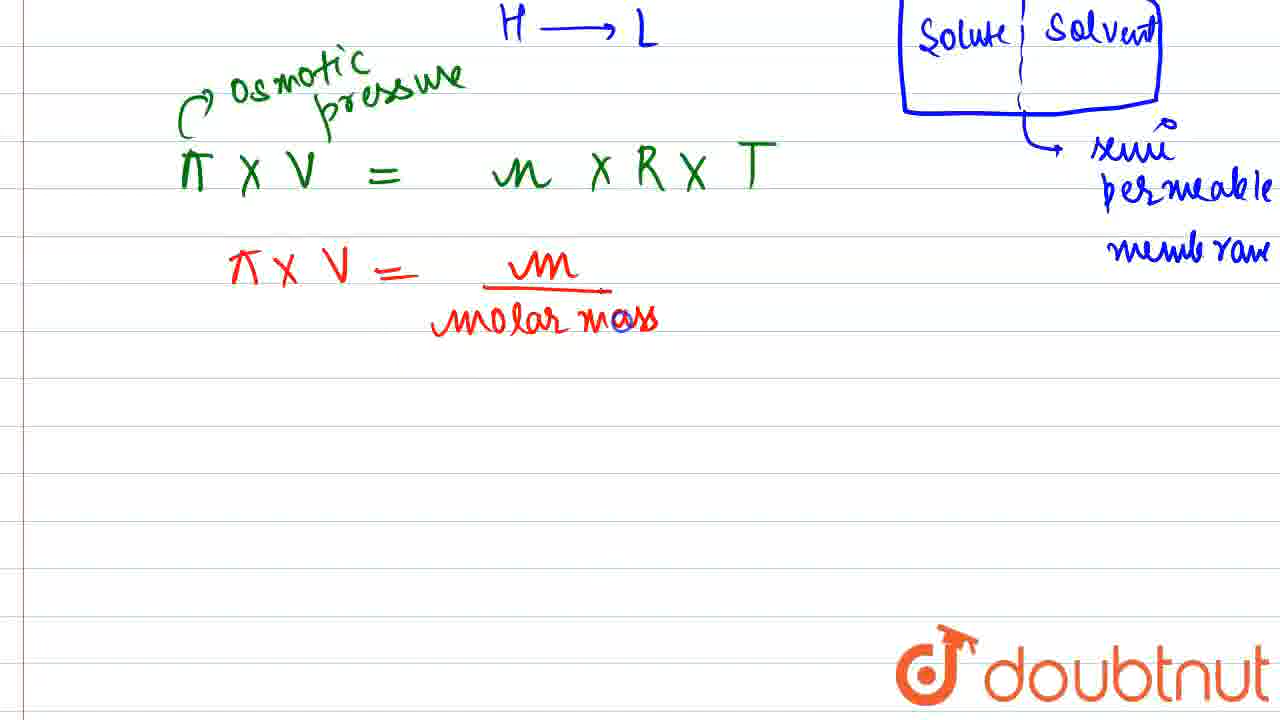 H → L
Solute Solvent
osmotic
pressure
semi
permeable
membrane
π × V = n × R × T
π × V = m
molar mass
doubtnut